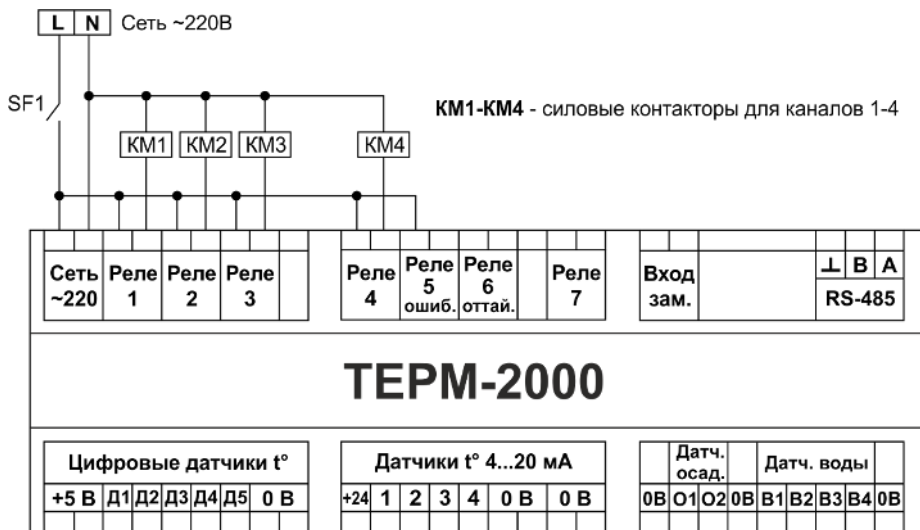 L N Сеть ~220В
SF1
КМ1-КМ4 - силовые контакторы для каналов 1-4
КМ1 КМ2 КМ3 КМ4
Сеть ~220
Реле 1
Реле 2
Реле 3
Реле 4
Реле 5 ошиб.
Реле 6 оттай.
Реле 7
Вход зам.
⊥ B A
RS-485
ТЕРМ-2000
Цифровые датчики t°
+5 В Д1 Д2 Д3 Д4 Д5 0 В
Датчики t° 4...20 мА
+24 1 2 3 4 0 В 0 В
Датч. осад.
Датч. воды
0В О1 О2 0В В1 В2 В3 В4 0В